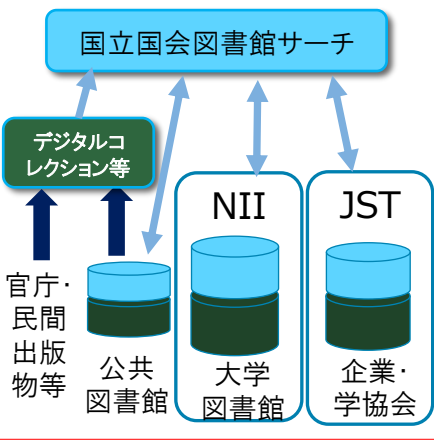 国立国会図書館サーチ
デジタルコ
レクション等
NII
JST
官庁・
民間
出版
物等
公共
図書館
大学
図書館
企業・
学協会